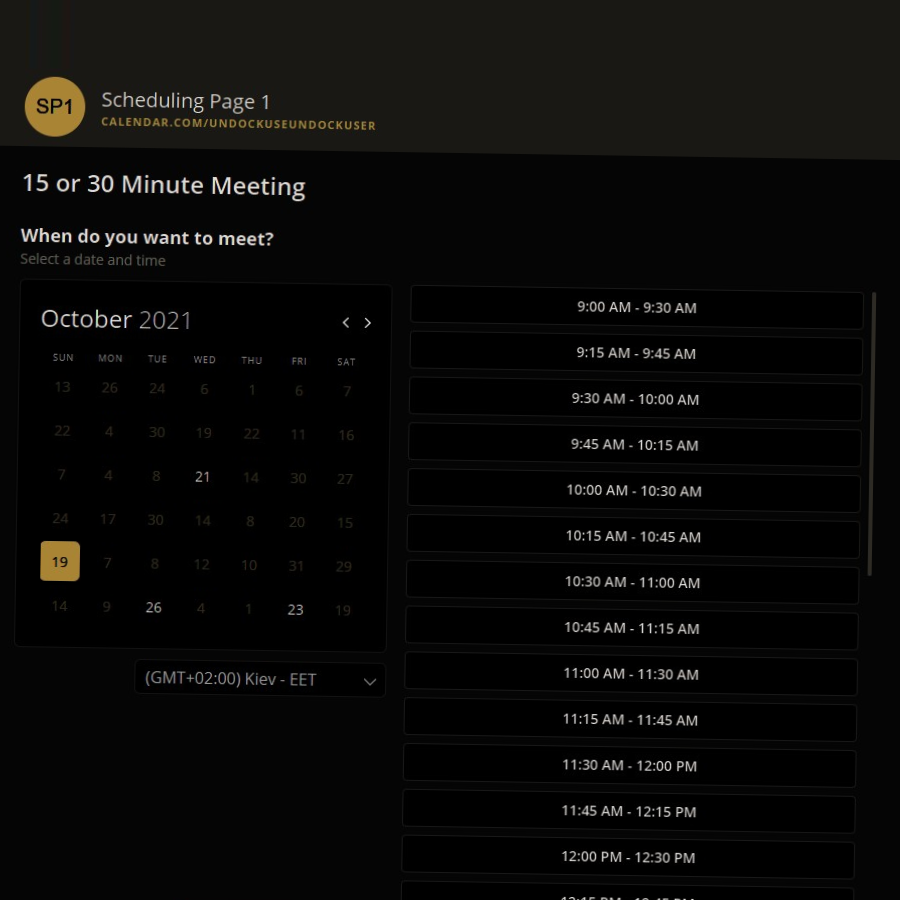 SP1
Scheduling Page 1
CALENDAR.COM/UNDOCKUSEUNDOCKUSER
15 or 30 Minute Meeting
When do you want to meet?
Select a date and time
October 2021
SUN MON TUE WED THU FRI SAT
13 26 24 6 1 6 7
22 4 30 19 22 11 16
7 4 8 21 14 30 27
24 17 30 14 8 20 15
19 7 8 12 10 31 29
14 9 26 4 1 23 19
(GMT+02:00) Kiev - EET
9:00 AM - 9:30 AM
9:15 AM - 9:45 AM
9:30 AM - 10:00 AM
9:45 AM - 10:15 AM
10:00 AM - 10:30 AM
10:15 AM - 10:45 AM
10:30 AM - 11:00 AM
10:45 AM - 11:15 AM
11:00 AM - 11:30 AM
11:15 AM - 11:45 AM
11:30 AM - 12:00 PM
11:45 AM - 12:15 PM
12:00 PM - 12:30 PM